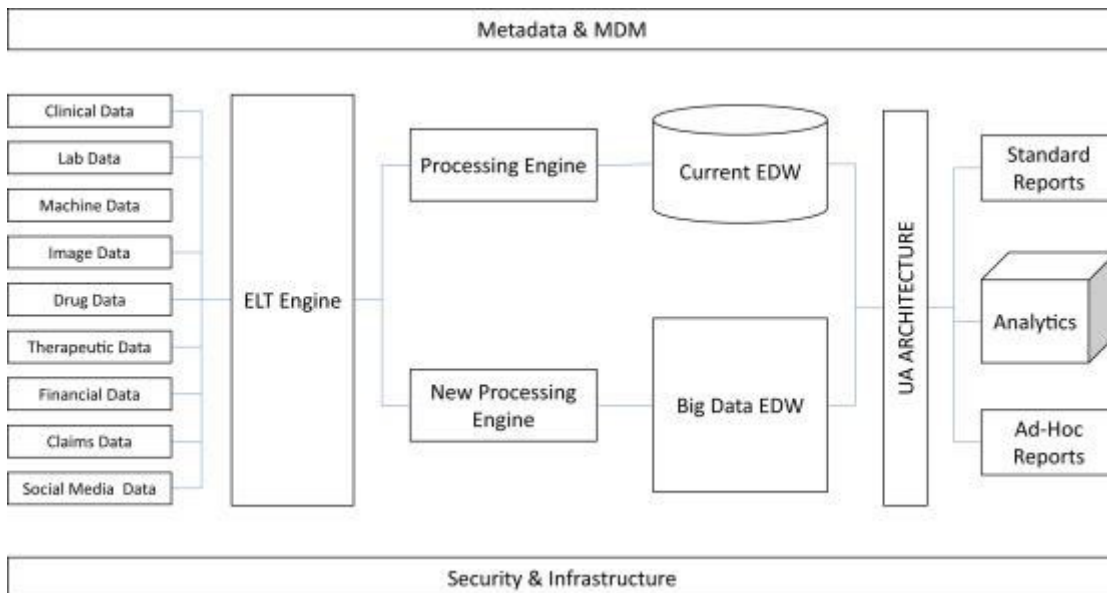 Metadata & MDM
Clinical Data
Lab Data
Machine Data
Image Data
Drug Data
Therapeutic Data
Financial Data
Claims Data
Social Media Data
ELT Engine
Processing Engine
New Processing
Engine
Current EDW
Big Data EDW
UA ARCHITECTURE
Standard
Reports
Analytics
Ad-Hoc
Reports
Security & Infrastructure